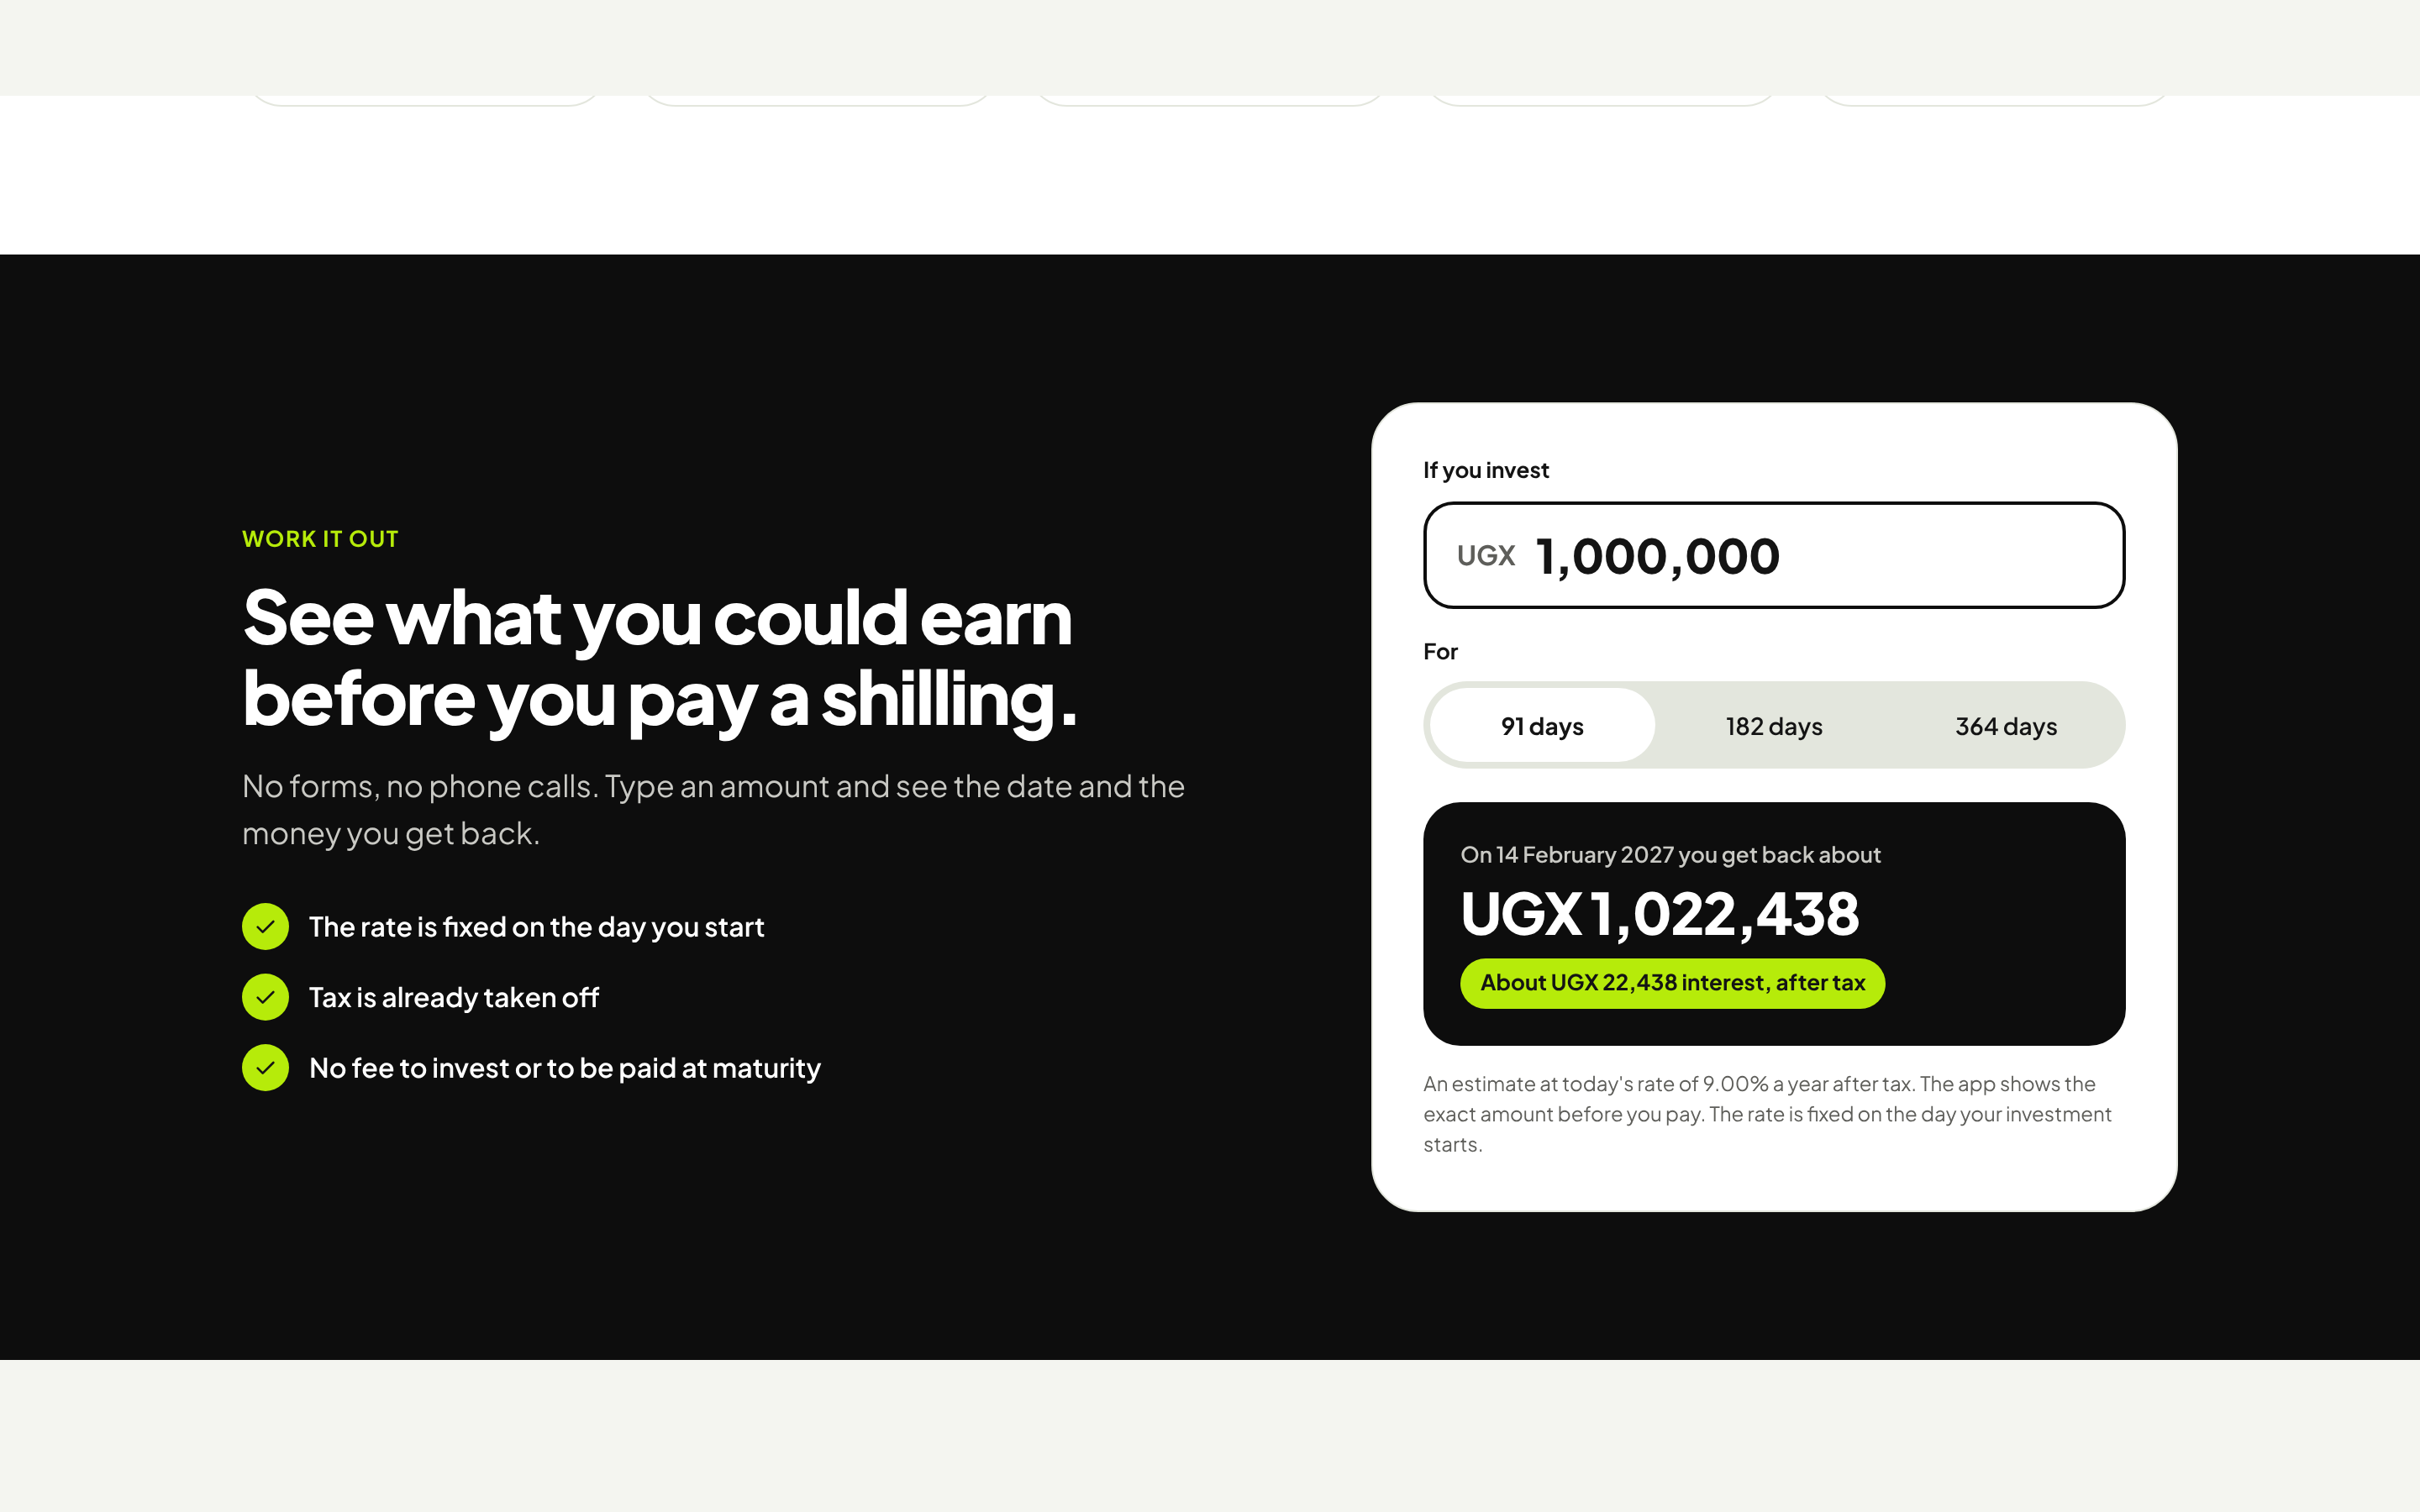 WORK IT OUT
See what you could earn
before you pay a shilling.
No forms, no phone calls. Type an amount and see the date and the
money you get back.
The rate is fixed on the day you start
Tax is already taken off
No fee to invest or to be paid at maturity
If you invest
UGX 1,000,000
For
91 days 182 days 364 days
On 14 February 2027 you get back about
UGX 1,022,438
About UGX 22,438 interest, after tax
An estimate at today's rate of 9.00% a year after tax. The app shows the
exact amount before you pay. The rate is fixed on the day your investment
starts.